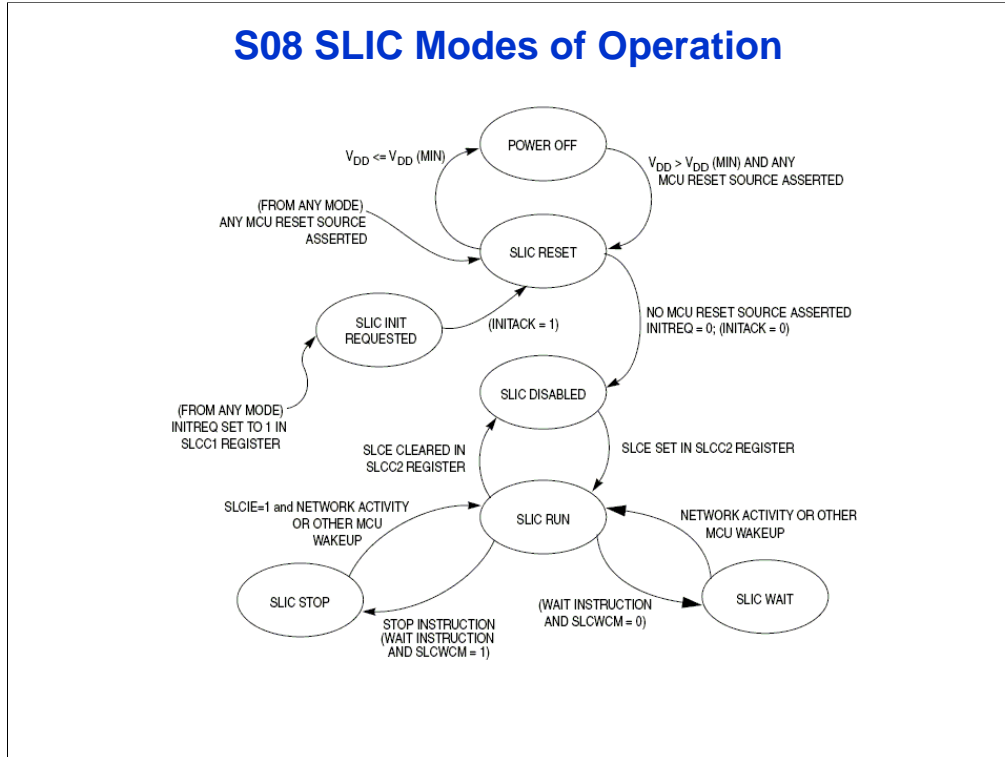 S08 SLIC Modes of Operation
POWER OFF
VDD <= VDD (MIN)
VDD > VDD (MIN) AND ANY
MCU RESET SOURCE ASSERTED
(FROM ANY MODE)
ANY MCU RESET SOURCE
ASSERTED
SLIC RESET
SLIC INIT
REQUESTED
(INITACK = 1)
NO MCU RESET SOURCE ASSERTED
INITREQ = 0; (INITACK = 0)
(FROM ANY MODE)
INITREQ SET TO 1 IN
SLCC1 REGISTER
SLIC DISABLED
SLCE CLEARED IN
SLCC2 REGISTER
SLCE SET IN SLCC2 REGISTER
SLCIE=1 and NETWORK ACTIVITY
OR OTHER MCU
WAKEUP
SLIC RUN
NETWORK ACTIVITY OR OTHER
MCU WAKEUP
SLIC STOP
STOP INSTRUCTION
(WAIT INSTRUCTION
AND SLCWCM = 1)
(WAIT INSTRUCTION
AND SLCWCM = 0)
SLIC WAIT